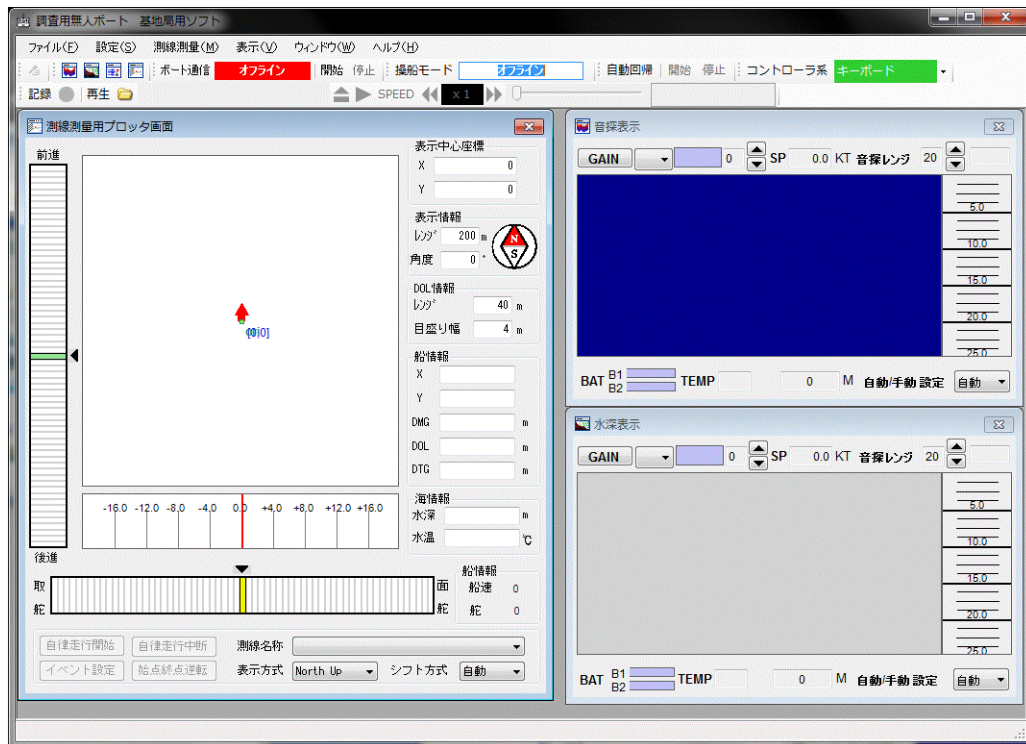 調査用無人ボート 基地局用ソフト
ファイル(F) 設定(S) 測線測量(M) 表示(V) ウィンドウ(W) ヘルプ(H)
ボート通信 オフライン 開始 停止 操船モード オフライン 自動回帰 開始 停止 コントローラ系 キーボード
記録 再生 SPEED x 1
測線測量用プロッタ画面
前進
表示中心座標
X 0
Y 0
表示情報
レンジ 200 m
N
S
角度 0 °
DOL情報
レンジ 40 m
目盛り幅 4 m
船情報
X
Y
DMG m
DOL m
DTG m
海情報
水深 m
水温 ℃
-16.0 -12.0 -8.0 -4.0 0.0 +4.0 +8.0 +12.0 +16.0
後進
取舵
面舵
船情報
船速 0
舵 0
自律走行開始 自律走行中断 測線名称
イベント設定 始点終点逆転 表示方式 North Up シフト方式 自動
音探表示
GAIN 0 SP 0.0 KT 音探レンジ 20
5.0
10.0
15.0
20.0
25.0
BAT B1 B2 TEMP 0 M 自動/手動 設定 自動
水深表示
GAIN 0 SP 0.0 KT 音探レンジ 20
5.0
10.0
15.0
20.0
25.0
BAT B1 B2 TEMP 0 M 自動/手動 設定 自動